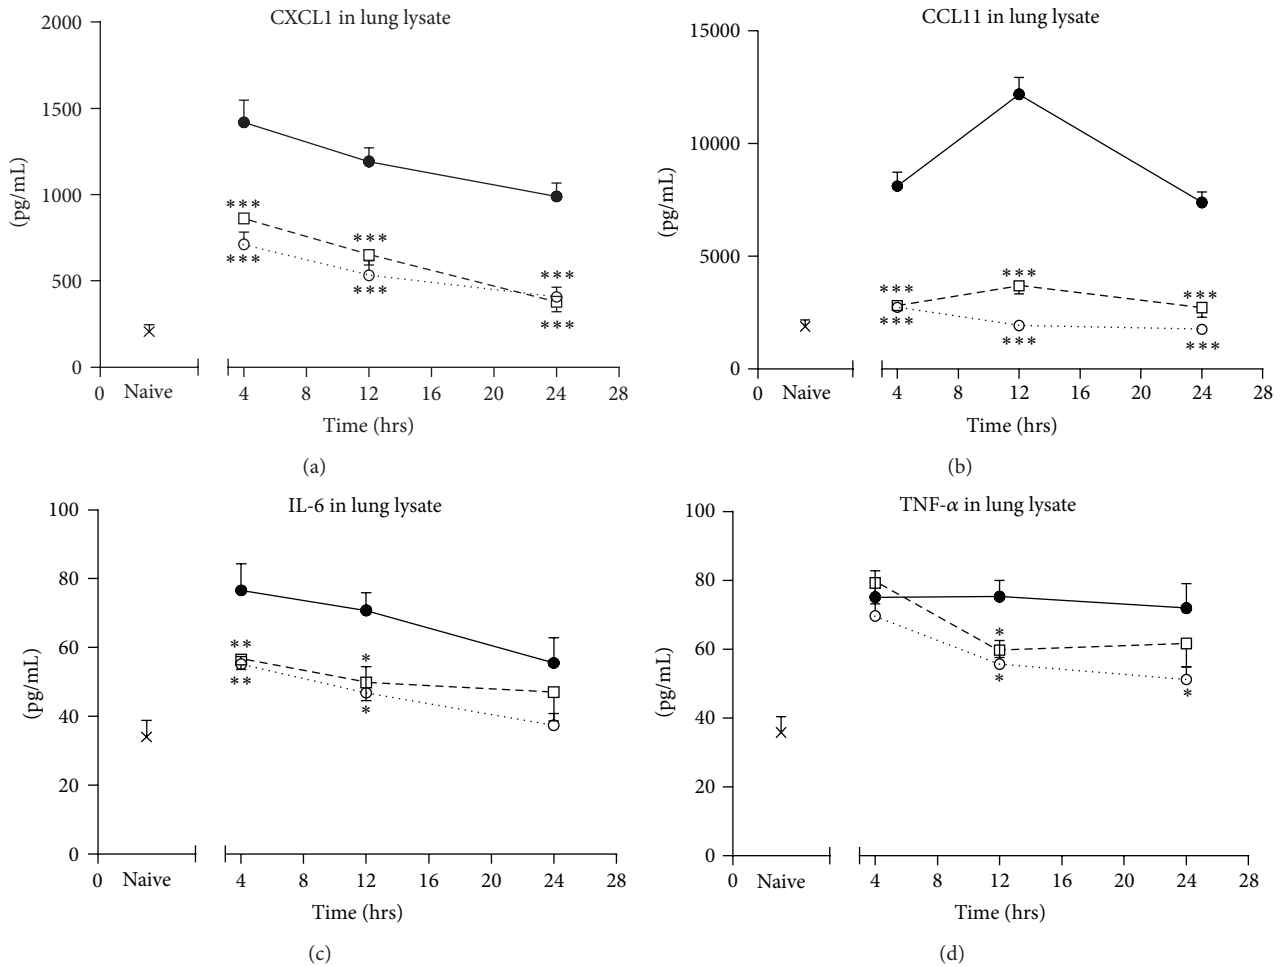 CXCL1 in lung lysate
2000
1500
1000
500
0
(pg/mL)
***
***
***
***
***
***
0 Naive 4 8 12 16 20 24 28
Time (hrs)
(a)
CCL11 in lung lysate
15000
10000
5000
0
(pg/mL)
***
***
***
***
***
***
0 Naive 4 8 12 16 20 24 28
Time (hrs)
(b)
IL-6 in lung lysate
100
80
60
40
20
0
(pg/mL)
**
**
*
*
0 Naive 4 8 12 16 20 24 28
Time (hrs)
(c)
TNF-α in lung lysate
100
80
60
40
20
0
(pg/mL)
*
*
*
0 Naive 4 8 12 16 20 24 28
Time (hrs)
(d)